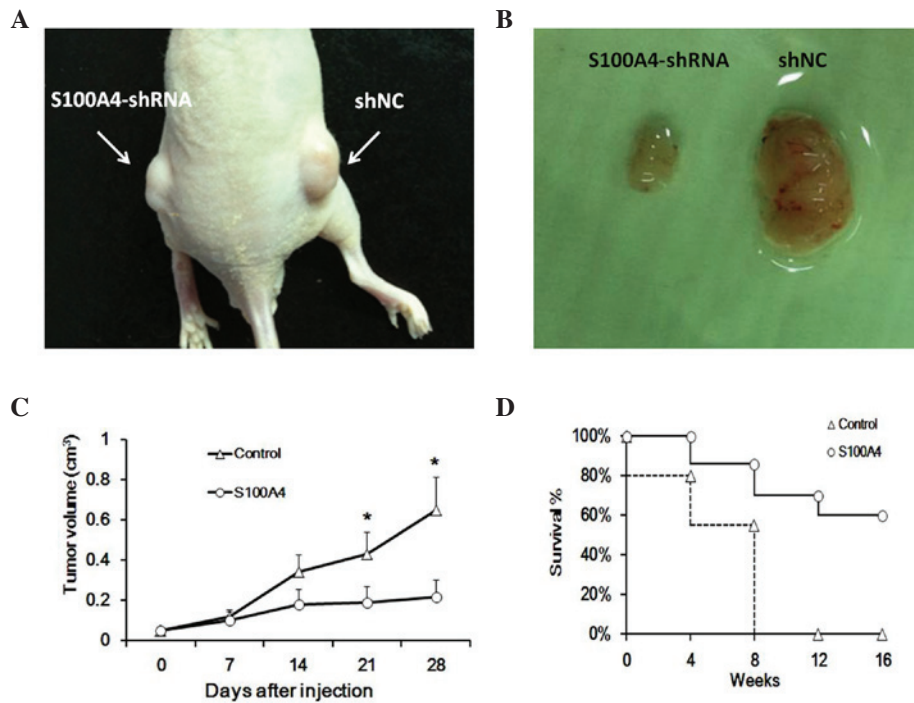 A
S100A4-shRNA
shNC
B
S100A4-shRNA
shNC
C
Tumor volume (cm³)
1
0.8
0.6
0.4
0.2
0
Control
S100A4
*
*
0 7 14 21 28
Days after injection
D
Survival %
100%
80%
60%
40%
20%
0%
Control
S100A4
0 4 8 12 16
Weeks